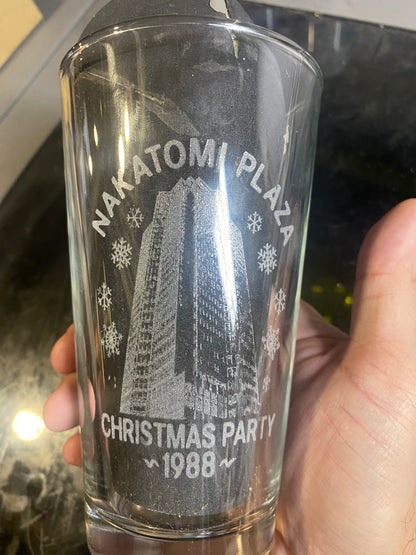 NAKATOMI PLAZA
CHRISTMAS PARTY
~1988~